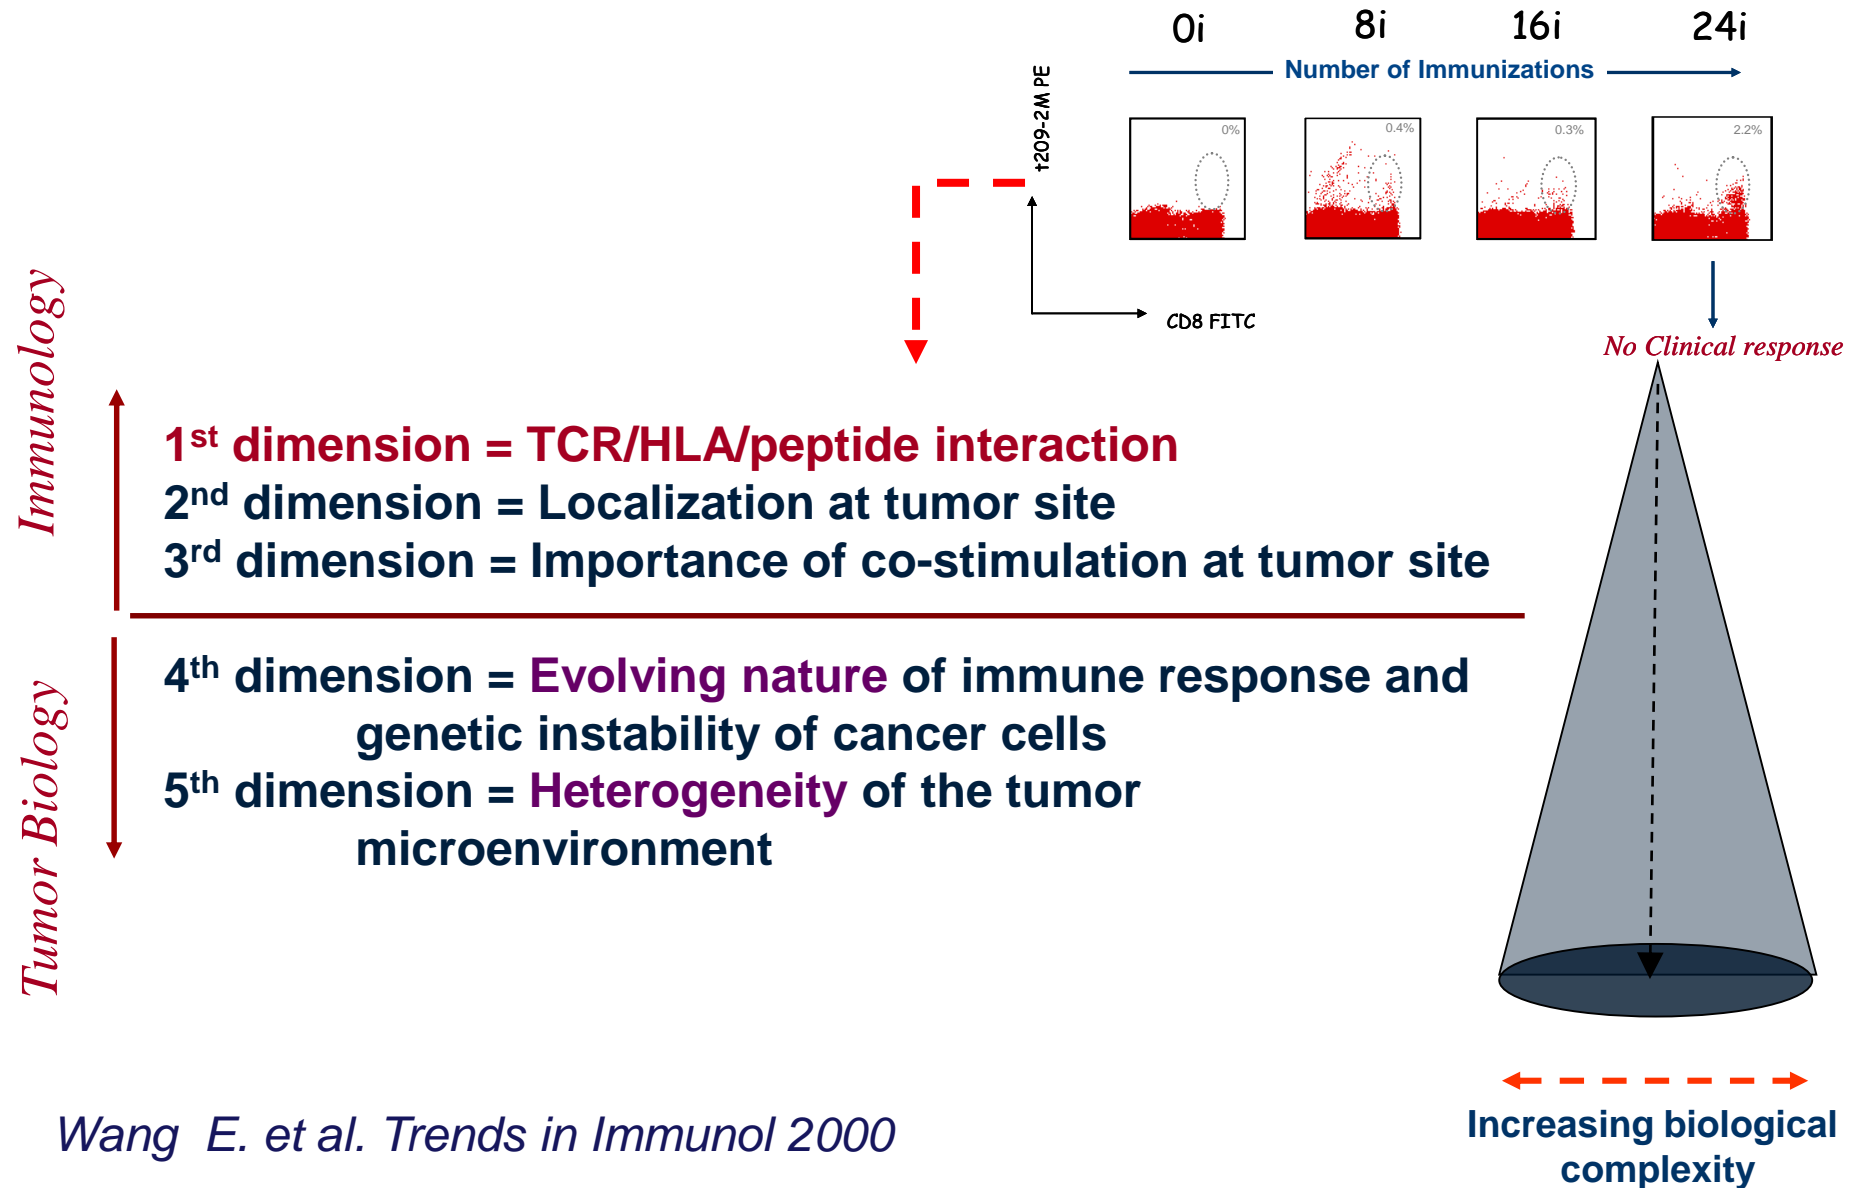 0i 8i 16i 24i
Number of Immunizations
t209-2M PE
0% 0.4% 0.3% 2.2%
CD8 FITC
No Clinical response
Immunology
1st dimension = TCR/HLA/peptide interaction
2nd dimension = Localization at tumor site
3rd dimension = Importance of co-stimulation at tumor site
Tumor Biology
4th dimension = Evolving nature of immune response and
genetic instability of cancer cells
5th dimension = Heterogeneity of the tumor
microenvironment
Wang E. et al. Trends in Immunol 2000
Increasing biological
complexity